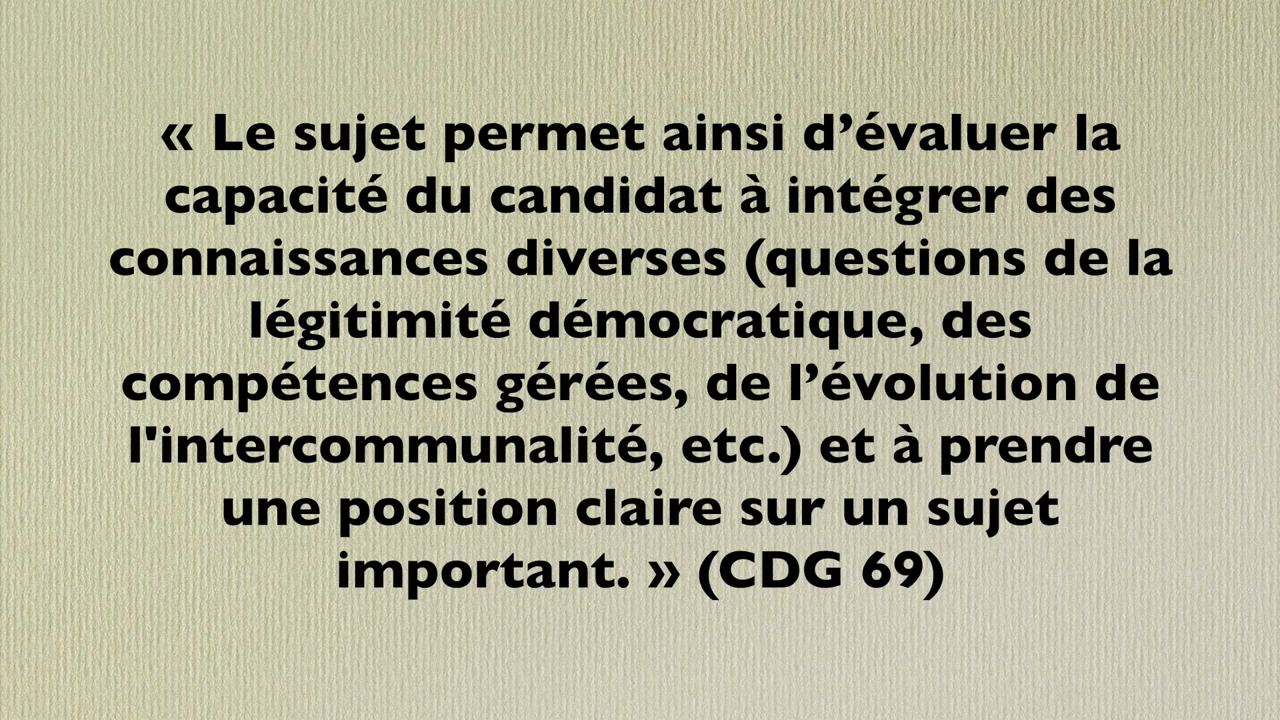 « Le sujet permet ainsi d’évaluer la
capacité du candidat à intégrer des
connaissances diverses (questions de la
légitimité démocratique, des
compétences gérées, de l’évolution de
l'intercommunalité, etc.) et à prendre
une position claire sur un sujet
important. » (CDG 69)